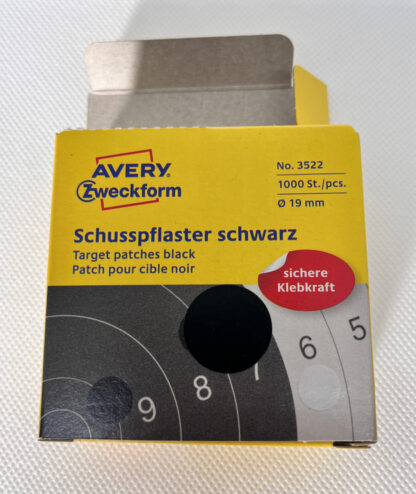 AVERY
Zweckform
No. 3522
1000 St./pcs.
Ø 19 mm
Schusspflaster schwarz
Target patches black
Patch pour cible noir
sichere
Klebkraft
9
8
7
6
5